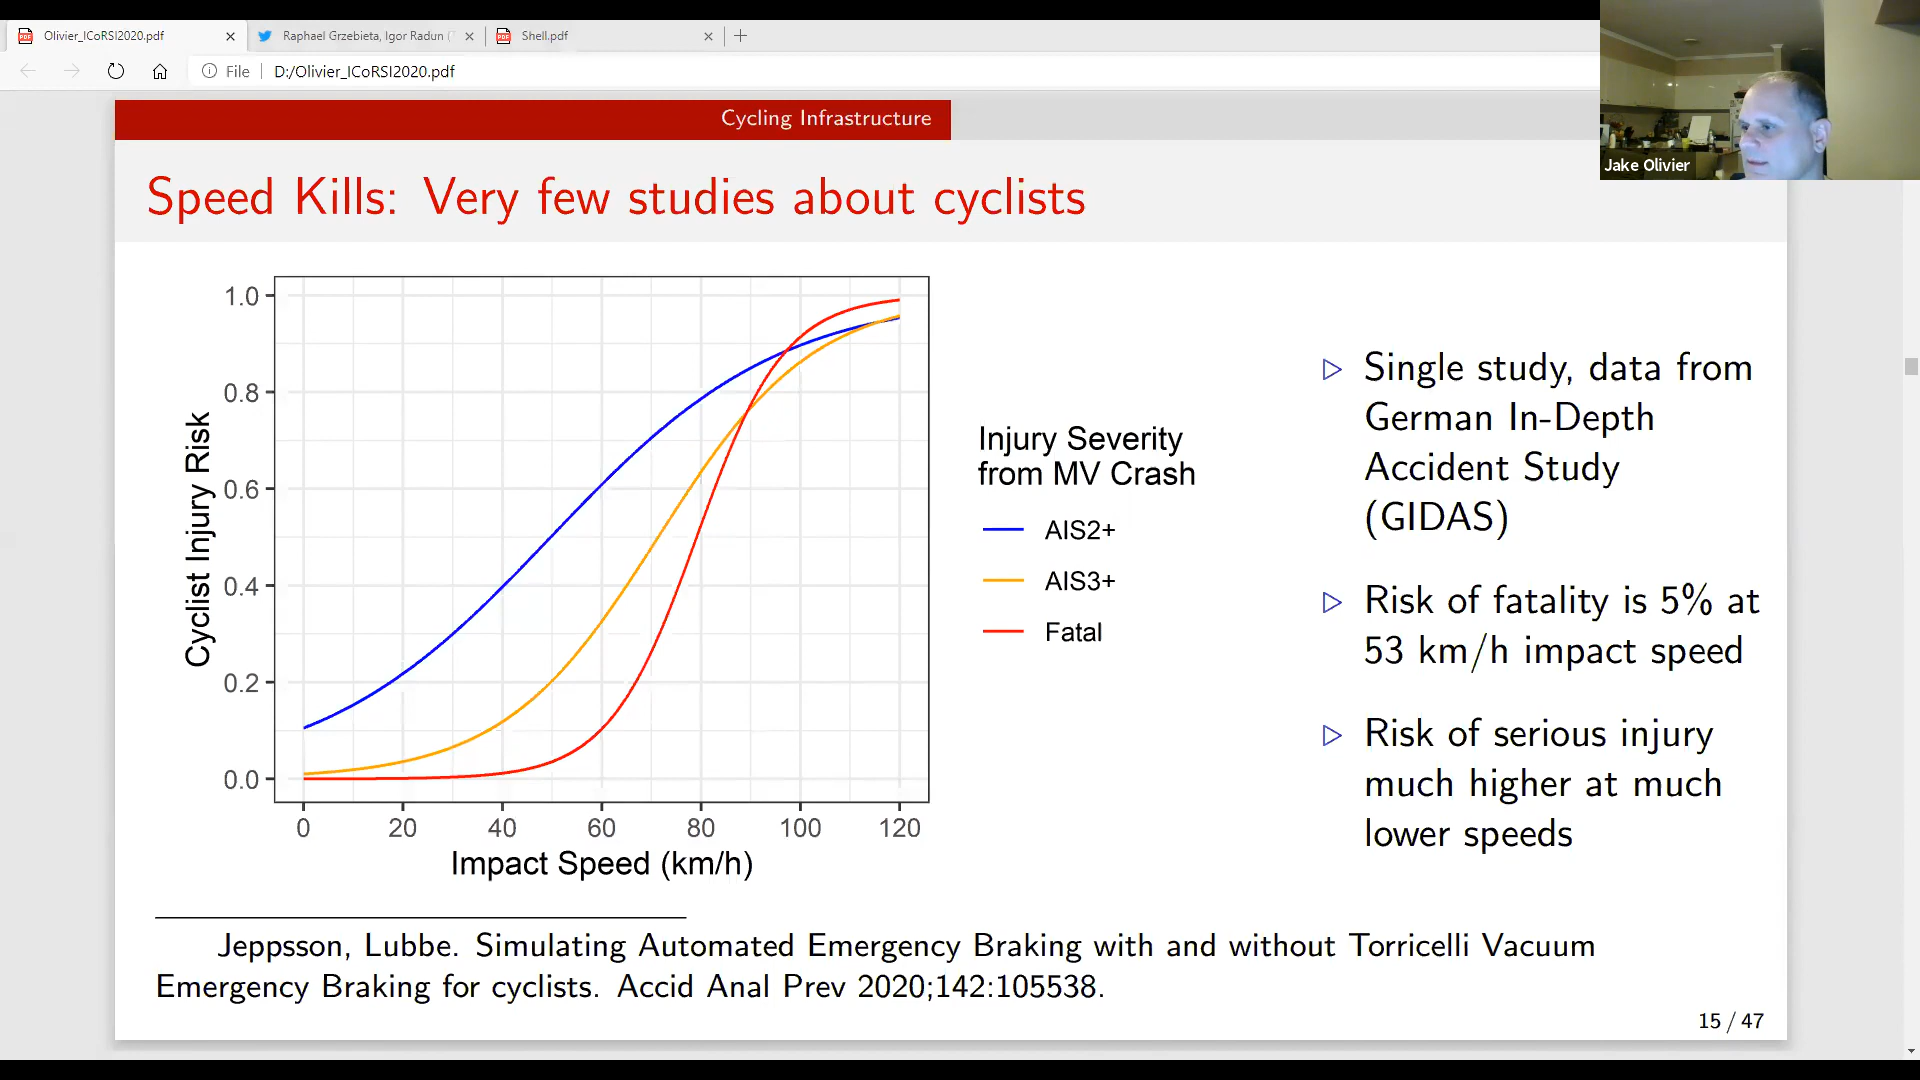 Olivier_ICoRSI2020.pdf
Raphael Grzebieta, Igor Radun (
Shell.pdf
File
D:/Olivier_ICoRSI2020.pdf
Jake Olivier
Cycling Infrastructure
Speed Kills: Very few studies about cyclists
1.0
0.8
0.6
0.4
0.2
0.0
Cyclist Injury Risk
0 20 40 60 80 100 120
Impact Speed (km/h)
Injury Severity
from MV Crash
AIS2+
AIS3+
Fatal
Single study, data from
German In-Depth
Accident Study
(GIDAS)
Risk of fatality is 5% at
53 km/h impact speed
Risk of serious injury
much higher at much
lower speeds
Jeppsson, Lubbe. Simulating Automated Emergency Braking with and without Torricelli Vacuum
Emergency Braking for cyclists. Accid Anal Prev 2020;142:105538.
15 / 47